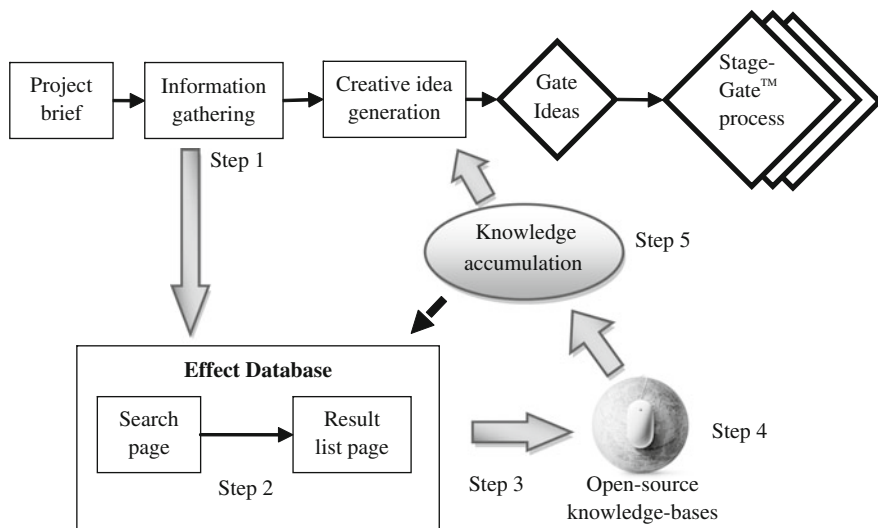 Project
brief
Information
gathering
Creative idea
generation
Gate
Ideas
Stage-
Gate™
process
Step 1
Knowledge
accumulation
Step 5
Effect Database
Search
page
Result
list page
Step 2
Step 3
Step 4
Open-source
knowledge-bases